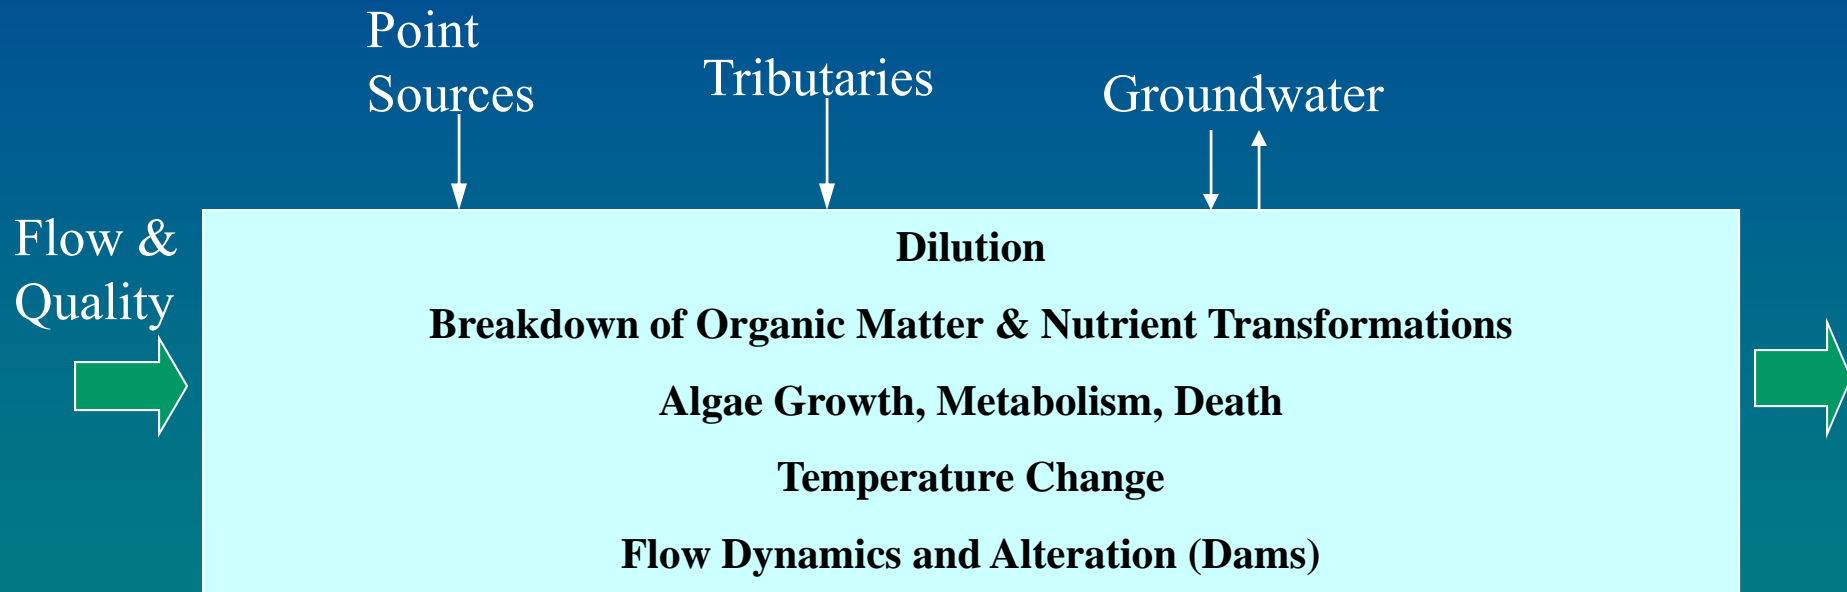 Point
Sources
Tributaries
Groundwater
Flow &
Quality
Dilution
Breakdown of Organic Matter & Nutrient Transformations
Algae Growth, Metabolism, Death
Temperature Change
Flow Dynamics and Alteration (Dams)